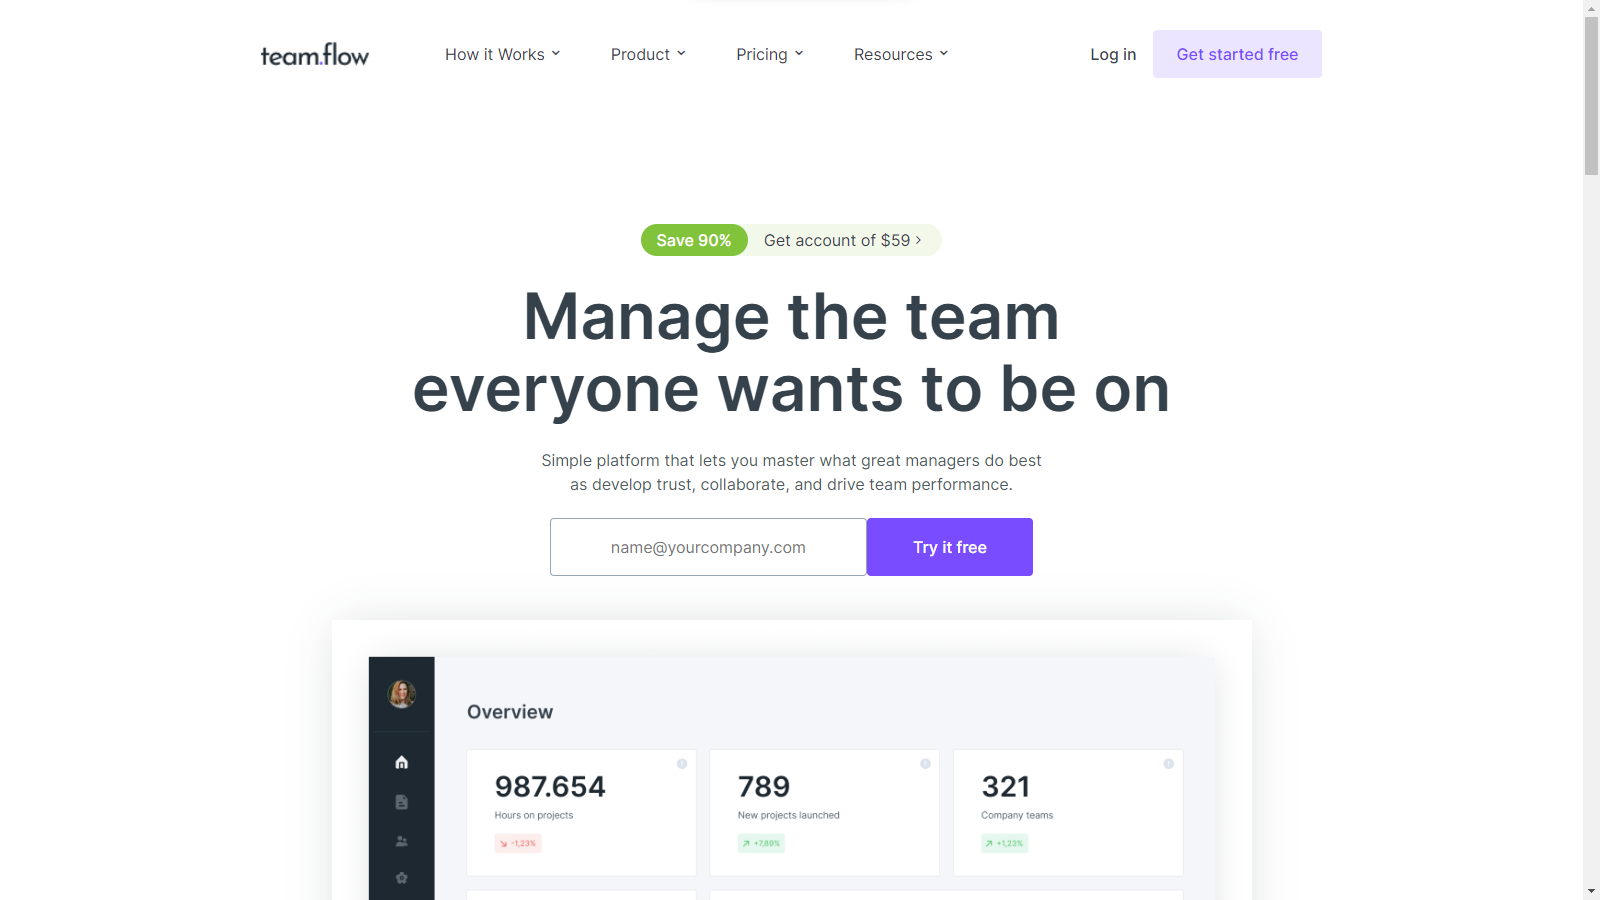 team.flow
How it Works
Product
Pricing
Resources
Log in
Get started free
Save 90%
Get account of $59 >
Manage the team
everyone wants to be on
Simple platform that lets you master what great managers do best
as develop trust, collaborate, and drive team performance.
name@yourcompany.com
Try it free
Overview
987.654
Hours on projects
-1,23%
789
New projects launched
+7,89%
321
Company teams
+1,23%